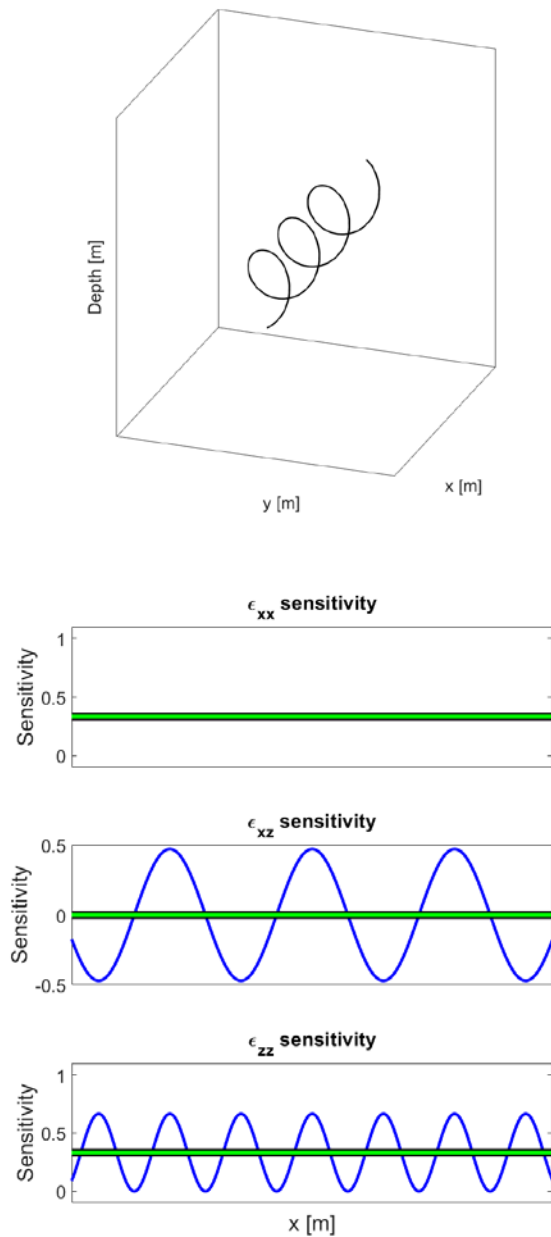 Depth [m]
y [m]
x [m]
ϵxx sensitivity
1
0.5
0
Sensitivity
ϵxz sensitivity
0.5
0
-0.5
Sensitivity
ϵzz sensitivity
1
0.5
0
Sensitivity
x [m]